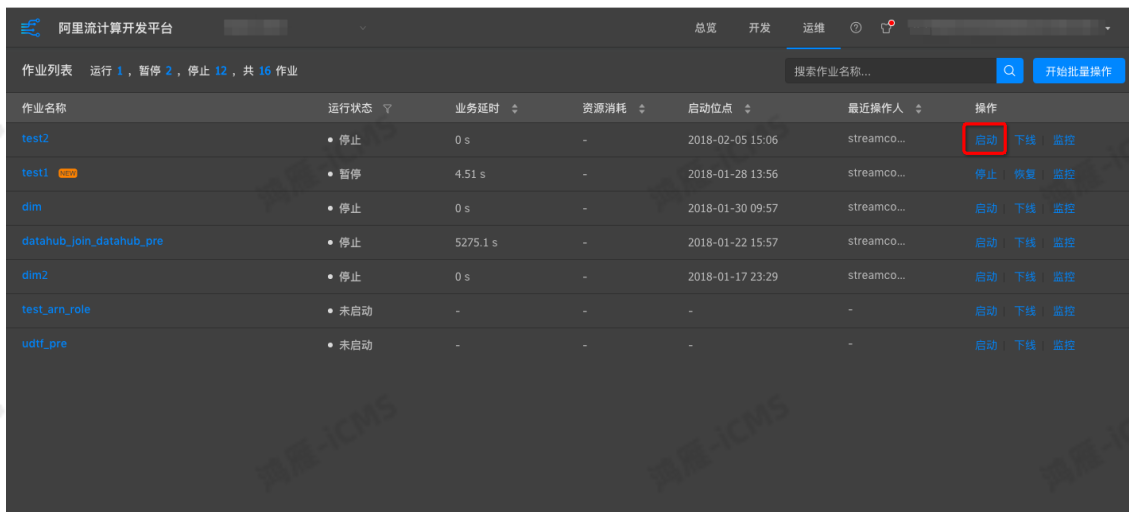 阿里流计算开发平台 总览 开发 运维
作业列表 运行 1 , 暂停 2 , 停止 12 , 共 16 作业 搜索作业名称... 开始批量操作
作业名称 运行状态 业务延时 资源消耗 启动位点 最近操作人 操作
test2 停止 0 s - 2018-02-05 15:06 streamco... 启动 下线 监控
test1 NEW 暂停 4.51 s - 2018-01-28 13:56 streamco... 停止 恢复 监控
dim 停止 0 s - 2018-01-30 09:57 streamco... 启动 下线 监控
datahub_join_datahub_pre 停止 5275.1 s - 2018-01-22 15:57 streamco... 启动 下线 监控
dim2 停止 0 s - 2018-01-17 23:29 streamco... 启动 下线 监控
test_arn_role 未启动 - - - - 启动 下线 监控
udtf_pre 未启动 - - - - 启动 下线 监控
鸿雁-iCMS
鸿雁-iCMS
鸿雁-iCMS